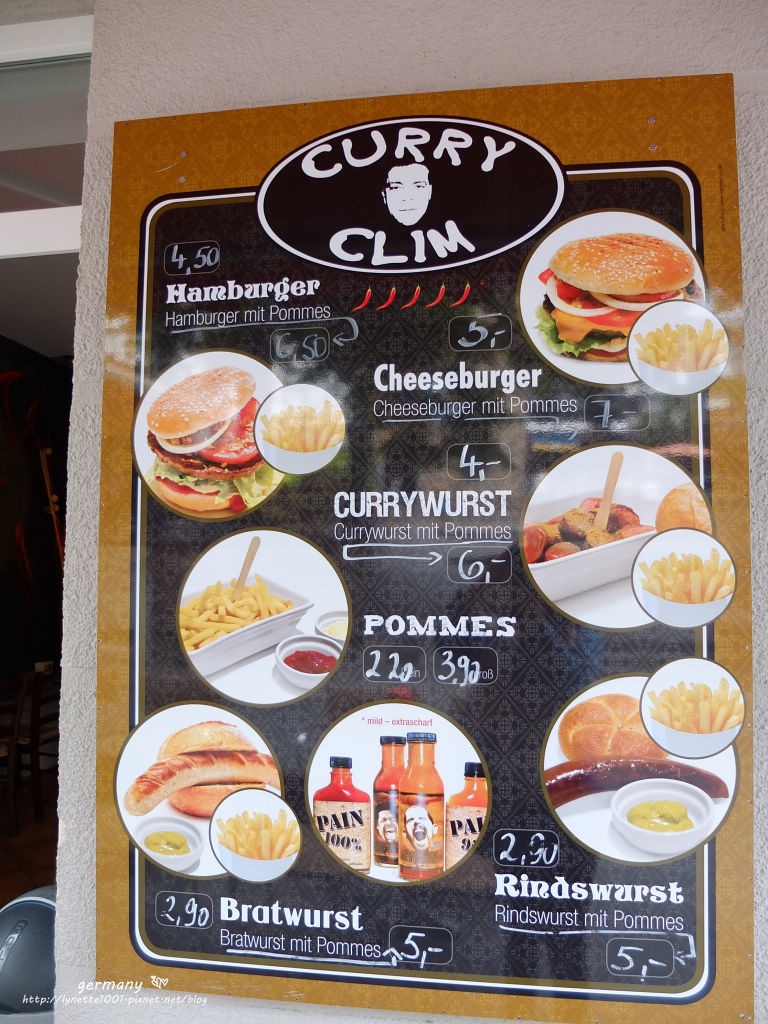 CURRY
CLIM
4,50
Hamburger
Hamburger mit Pommes
6,50
5,-
Cheeseburger
Cheeseburger mit Pommes
7,-
4,-
CURRYWURST
Currywurst mit Pommes
6,-
POMMES
2 20
3,90 groß
* mild – extrascharf
PAIN
100%
PAI
2,90
Rindswurst
Rindswurst mit Pommes
5,-
2,90
Bratwurst
Bratwurst mit Pommes
5,-
germany
http://lynette1001.pixnet.net/blog